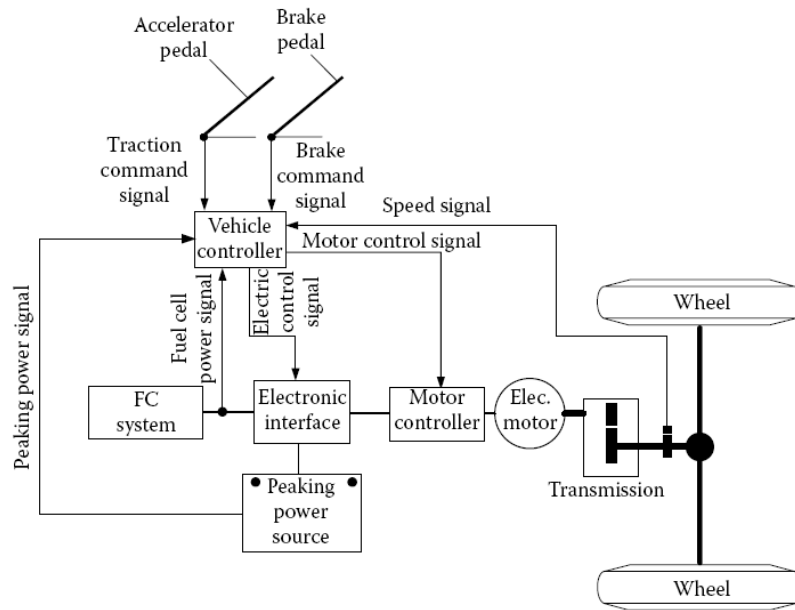 Accelerator
pedal
Brake
pedal
Traction
command
signal
Brake
command
signal
Speed signal
Vehicle
controller
Motor control signal
Peaking power signal
Fuel cell
power signal
Electric
control
signal
Wheel
FC
system
Electronic
interface
Motor
controller
Elec.
motor
Transmission
Peaking
power
source
Wheel